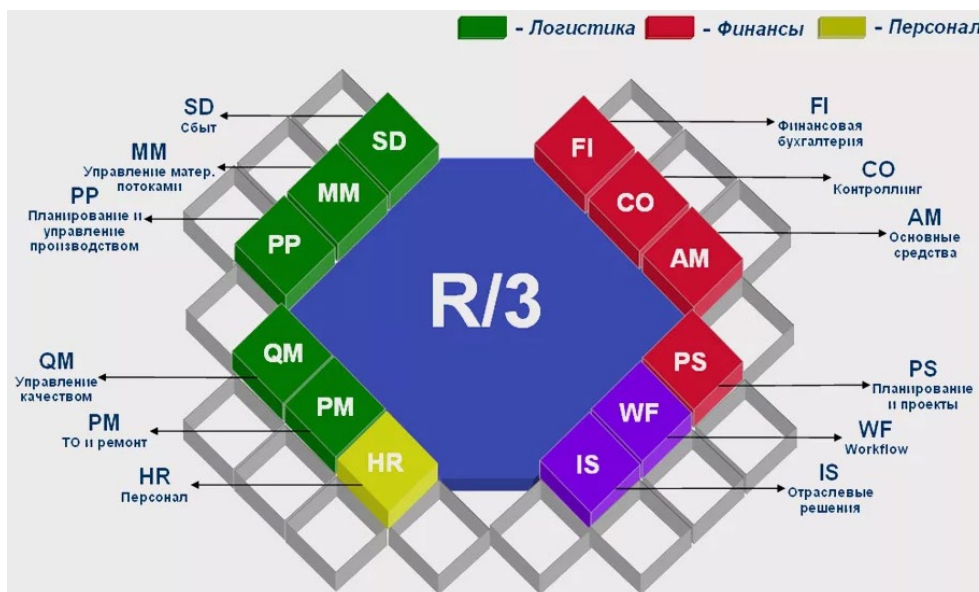 - Логистика - Финансы - Персонал
SD
Сбыт
MM
Управление матер.
потоками
PP
Планирование и
управление
производством
QM
Управление
качеством
PM
ТО и ремонт
HR
Персонал
SD
MM
PP
QM
PM
HR
R/3
FI
CO
AM
PS
WF
IS
FI
Финансовая
бухгалтерия
CO
Контроллинг
AM
Основные
средства
PS
Планирование
и проекты
WF
Workflow
IS
Отраслевые
решения